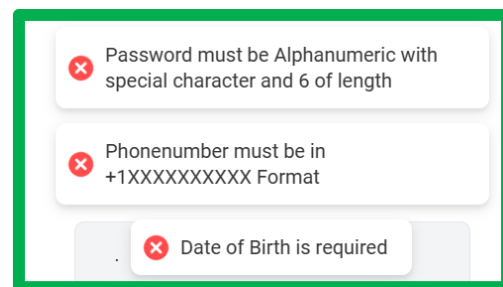 Password must be Alphanumeric with
special character and 6 of length
Phonenumber must be in
+1XXXXXXXXXX Format
. Date of Birth is required